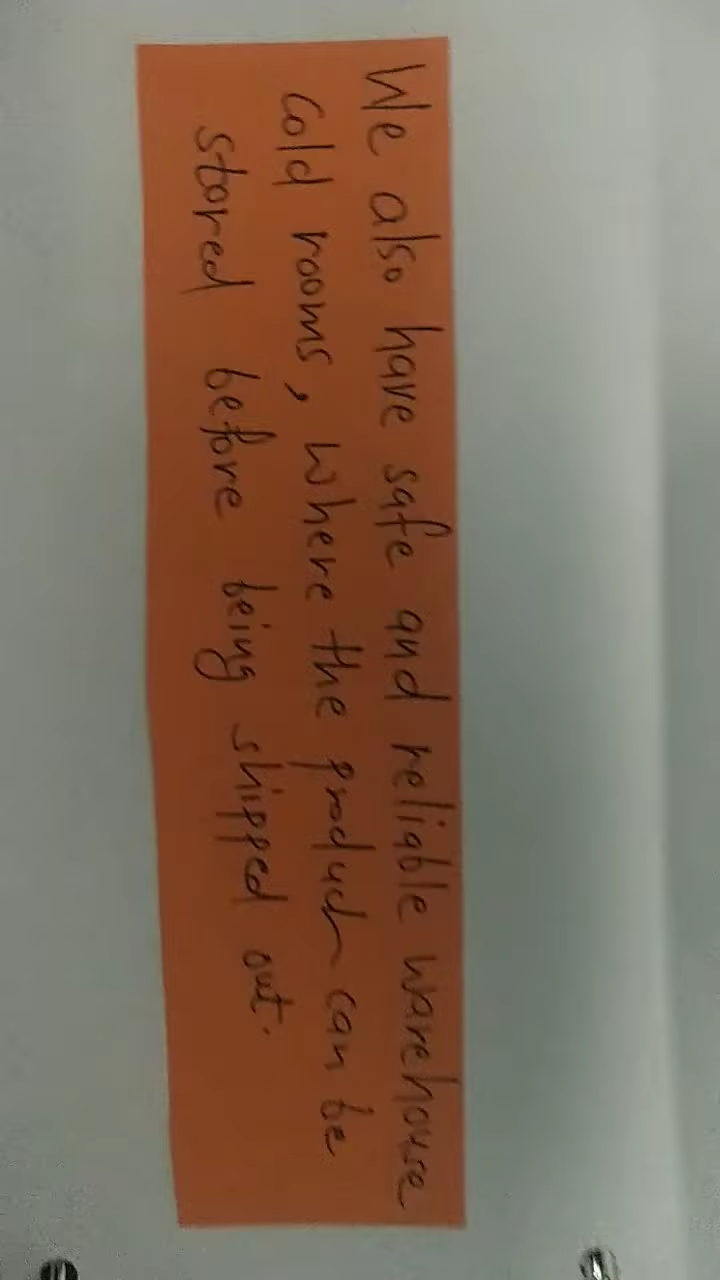 We also have safe and reliable warehouse
cold rooms, where the product can be
stored before being shipped out.